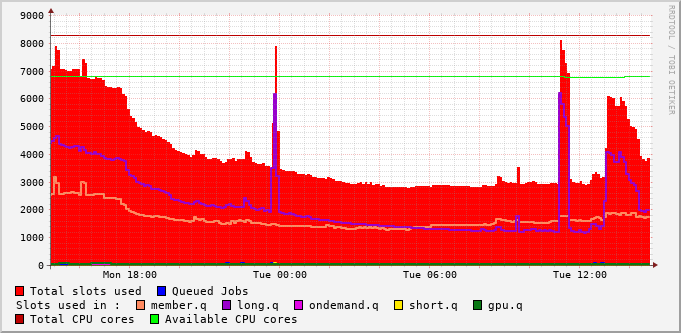 9000
8000
7000
6000
5000
4000
3000
2000
1000
0
Mon 18:00 Tue 00:00 Tue 06:00 Tue 12:00
RRDTOOL / TOBI OETIKER
Total slots used Queued Jobs
Slots used in : member.q long.q ondemand.q short.q gpu.q
Total CPU cores Available CPU cores